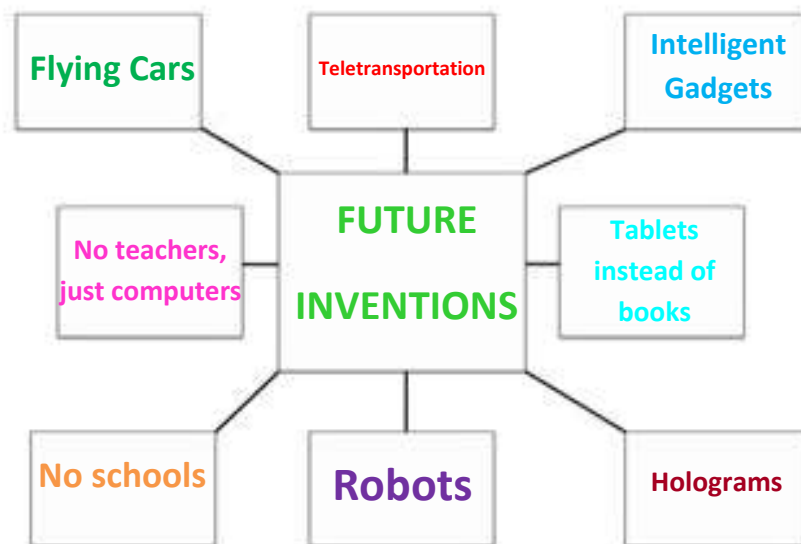 Flying Cars
Teletransportation
Intelligent
Gadgets
No teachers,
just computers
FUTURE
INVENTIONS
Tablets
instead of
books
No schools
Robots
Holograms